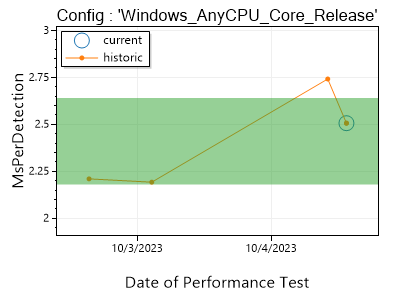 Config : 'Windows_AnyCPU_Core_Release'
current
historic
3
2.75
2.5
2.25
2
MsPerDetection
10/3/2023
10/4/2023
Date of Performance Test